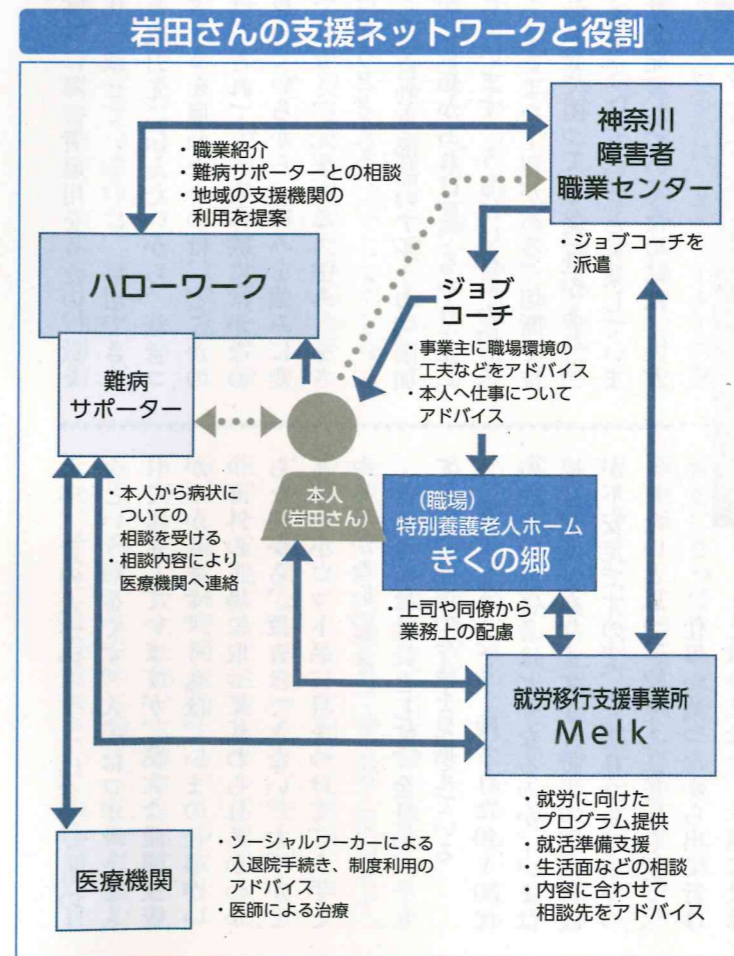 岩田さんの支援ネットワークと役割
神奈川
障害者
職業センター
・ジョブコーチを
派遣
・職業紹介
・難病サポーターとの相談
・地域の支援機関の
利用を提案
ハローワーク
難病
サポーター
ジョブ
コーチ
・事業主に職場環境の
工夫などをアドバイス
・本人へ仕事について
アドバイス
本人
(岩田さん)
・本人から病状に
ついての
相談を受ける
・相談内容により
医療機関へ連絡
(職場)
特別養護老人ホーム
きくの郷
・上司や同僚から
業務上の配慮
就労移行支援事業所
Melk
・就労に向けた
プログラム提供
・就活準備支援
・生活面などの相談
・内容に合わせて
相談先をアドバイス
医療機関
・ソーシャルワーカーによる
入退院手続き、制度利用の
アドバイス
・医師による治療